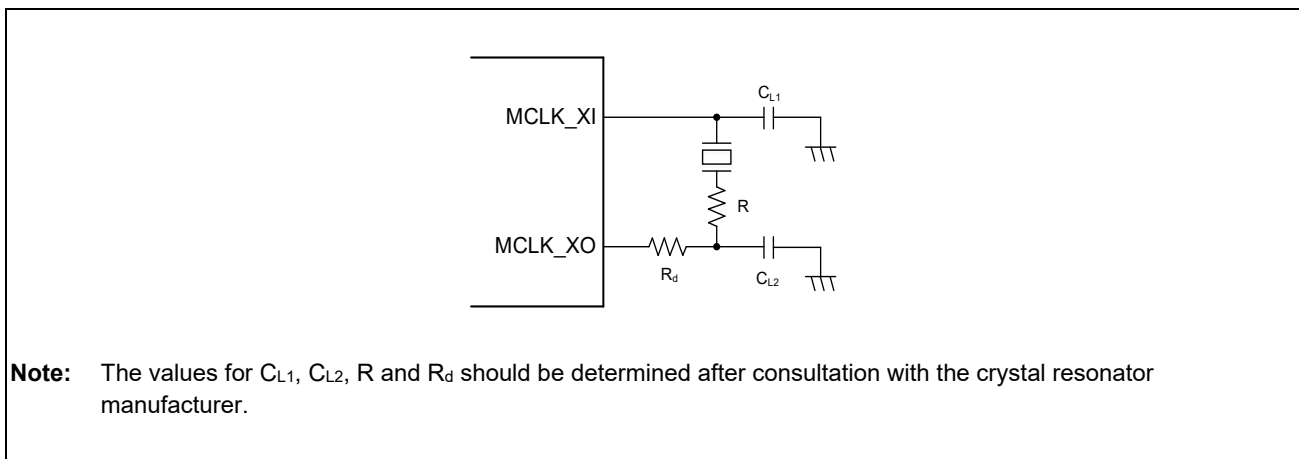 MCLK_XI
CL1
R
MCLK_XO
Rd
CL2
Note: The values for CL1, CL2, R and Rd should be determined after consultation with the crystal resonator
manufacturer.